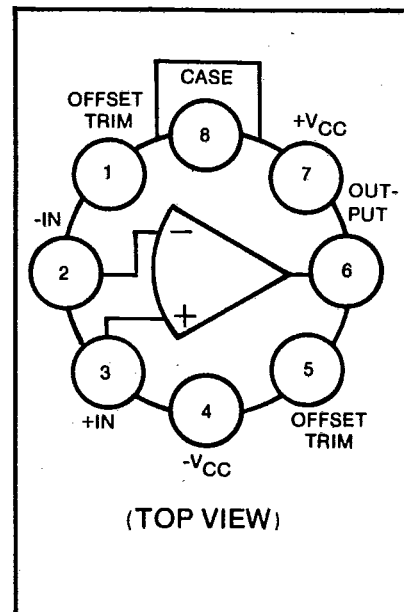 CASE
OFFSET
TRIM
8
+VCC
1
7
OUT-
PUT
-IN
−
2
6
+
3
5
+IN
4
OFFSET
TRIM
-VCC
(TOP VIEW)